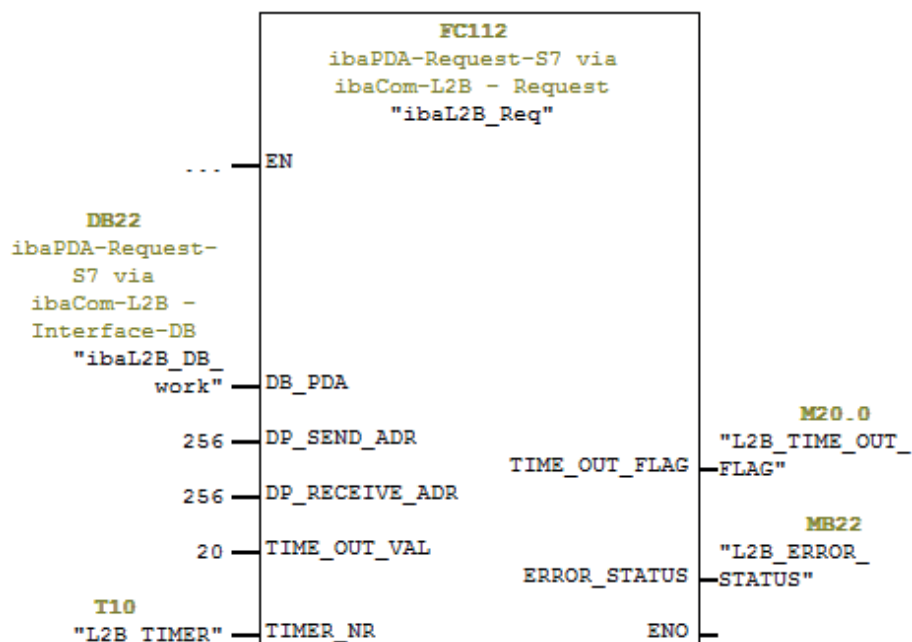 FC112
ibaPDA-Request-S7 via
ibaCom-L2B - Request
"ibaL2B_Req"
... EN
DB22
ibaPDA-Request-
S7 via
ibaCom-L2B -
Interface-DB
"ibaL2B_DB_
work" DB_PDA
256 DP_SEND_ADR
256 DP_RECEIVE_ADR
20 TIME_OUT_VAL
T10
"L2B_TIMER" TIMER_NR
M20.0
"L2B_TIME_OUT_
TIME_OUT_FLAG FLAG"
MB22
"L2B_ERROR_
ERROR_STATUS STATUS"
ENO